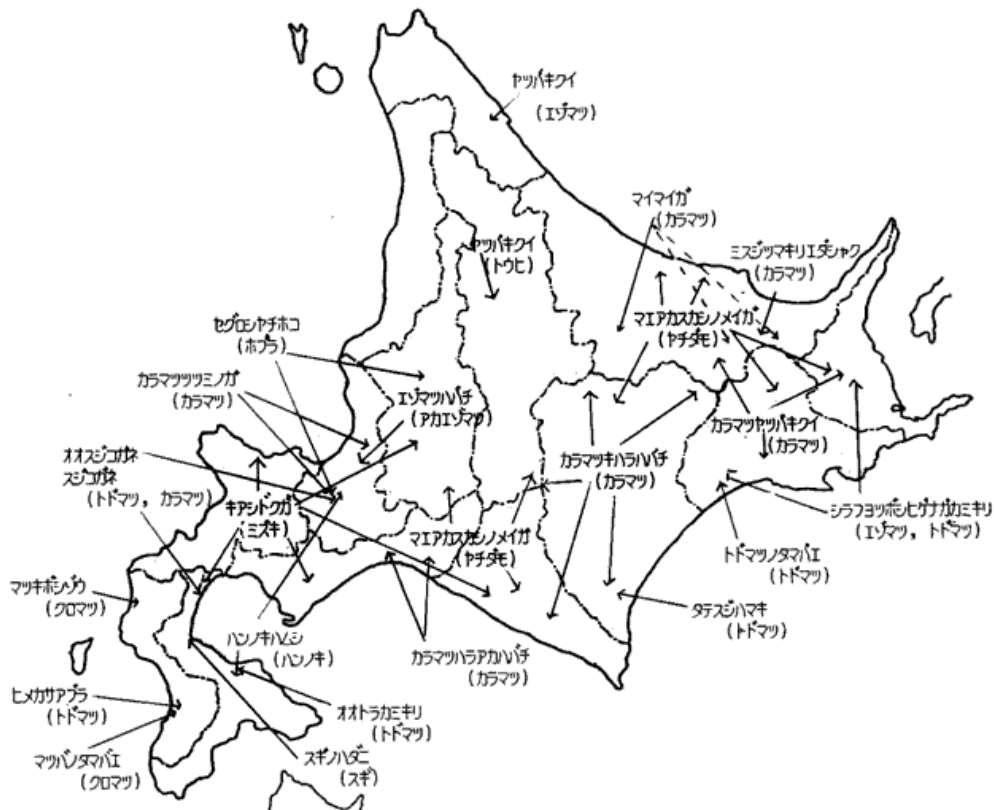 ヤツバキクイ
(エゾマツ)
マイマイガ
(カラマツ)
ミスジツマキリエダシャク
(カラマツ)
ヤツバキクイ
(トウヒ)
マエアカスカシノメイガ
(ヤチダモ)
セグロシヤチホコ
(ポプラ)
カラマツツツミノガ
(カラマツ)
エゾマツハバチ
(アカエゾマツ)
カラマツヤツバキクイ
(カラマツ)
オオスジコガネ
スジコガネ
(トドマツ, カラマツ)
カラマツキハラハバチ
(カラマツ)
キアシドクガ
(ミズキ)
シラフヨツボシヒゲナガカミキリ
(エゾマツ, トドマツ)
マエアカスカシノメイガ
(ヤチダモ)
トドマツノタマバエ
(トドマツ)
マツキボシゾウ
(クロマツ)
タテスジハマキ
(トドマツ)
ハンノキハムシ
(ハンノキ)
カラマツハラアカハバチ
(カラマツ)
ヒメカサアブラ
(トドマツ)
オオトラカミキリ
(トドマツ)
マツバノタマバエ
(クロマツ)
スギノハダニ
(スギ)